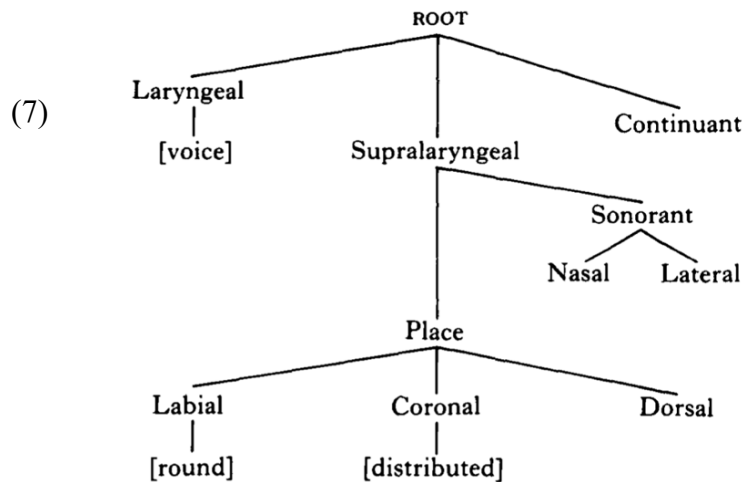 ROOT
Laryngeal
(7)
Continuant
[voice]
Supralaryngeal
Sonorant
Nasal Lateral
Place
Labial Coronal Dorsal
[round] [distributed]